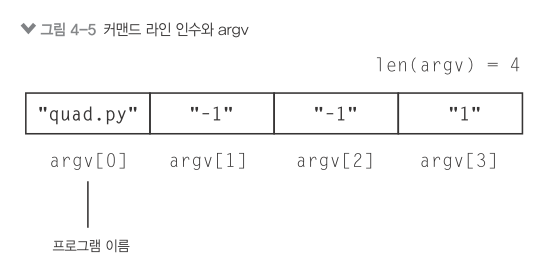 그림 4-5 커맨드 라인 인수와 argv
len(argv) = 4
"quad.py" "-1" "-1" "1"
argv[0] argv[1] argv[2] argv[3]
프로그램 이름